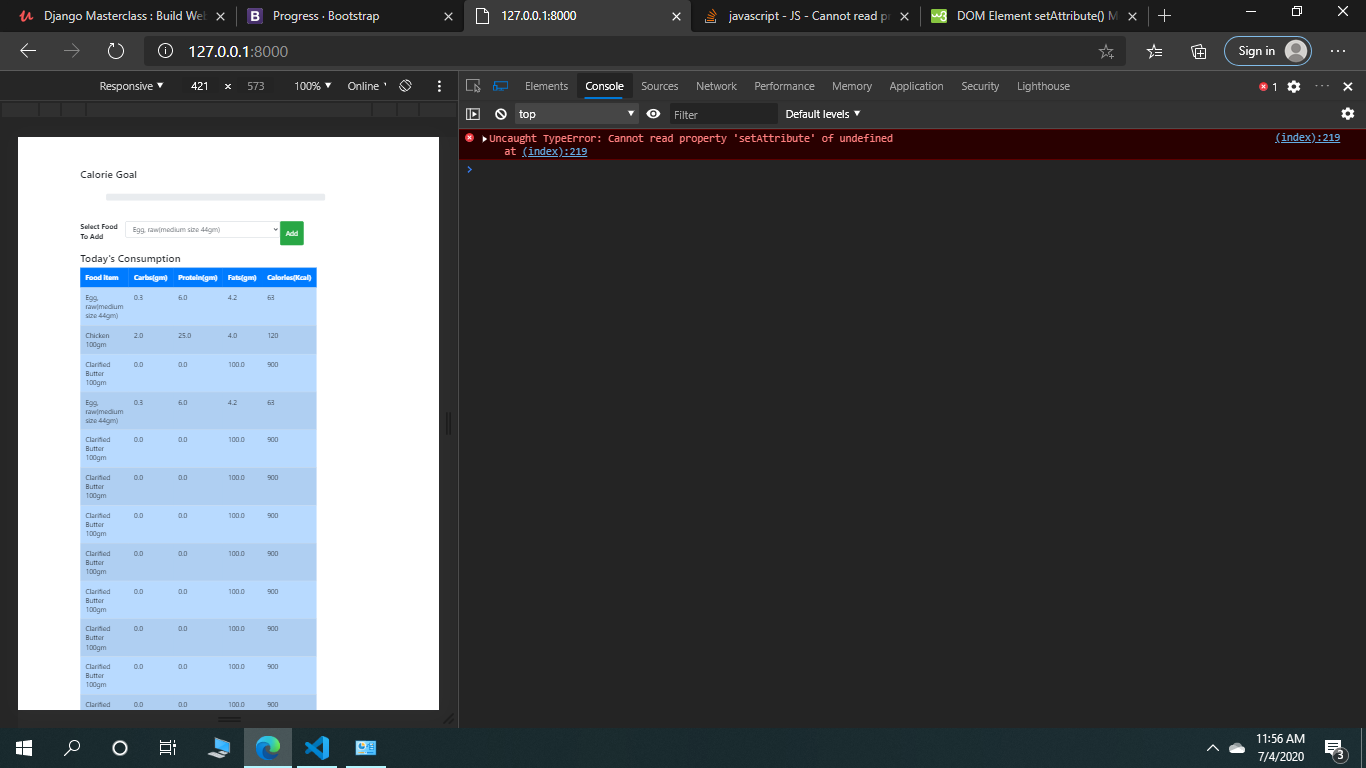 Django Masterclass : Build Web
B Progress · Bootstrap
127.0.0.1:8000
javascript - JS - Cannot read pr
DOM Element setAttribute() M
127.0.0.1:8000
Sign in
Responsive 421 × 573 100% Online
Elements Console Sources Network Performance Memory Application Security Lighthouse 1
top Filter Default levels
Uncaught TypeError: Cannot read property 'setAttribute' of undefined (index):219
at (index):219
Calorie Goal
Select Food
To Add
Egg, raw(medium size 44gm)
Add
Today's Consumption
Food item Carbs(gm) Protein(gm) Fats(gm) Calories(Kcal)
Egg, 0.3 6.0 4.2 63
raw(medium
size 44gm)
Chicken 2.0 25.0 4.0 120
100gm
Clarified 0.0 0.0 100.0 900
Butter
100gm
Egg, 0.3 6.0 4.2 63
raw(medium
size 44gm)
Clarified 0.0 0.0 100.0 900
Butter
100gm
Clarified 0.0 0.0 100.0 900
Butter
100gm
Clarified 0.0 0.0 100.0 900
Butter
100gm
Clarified 0.0 0.0 100.0 900
Butter
100gm
Clarified 0.0 0.0 100.0 900
Butter
100gm
Clarified 0.0 0.0 100.0 900
Butter
100gm
Clarified 0.0 0.0 100.0 900
Butter
100gm
Clarified 0.0 0.0 100.0 900
11:56 AM
7/4/2020
3